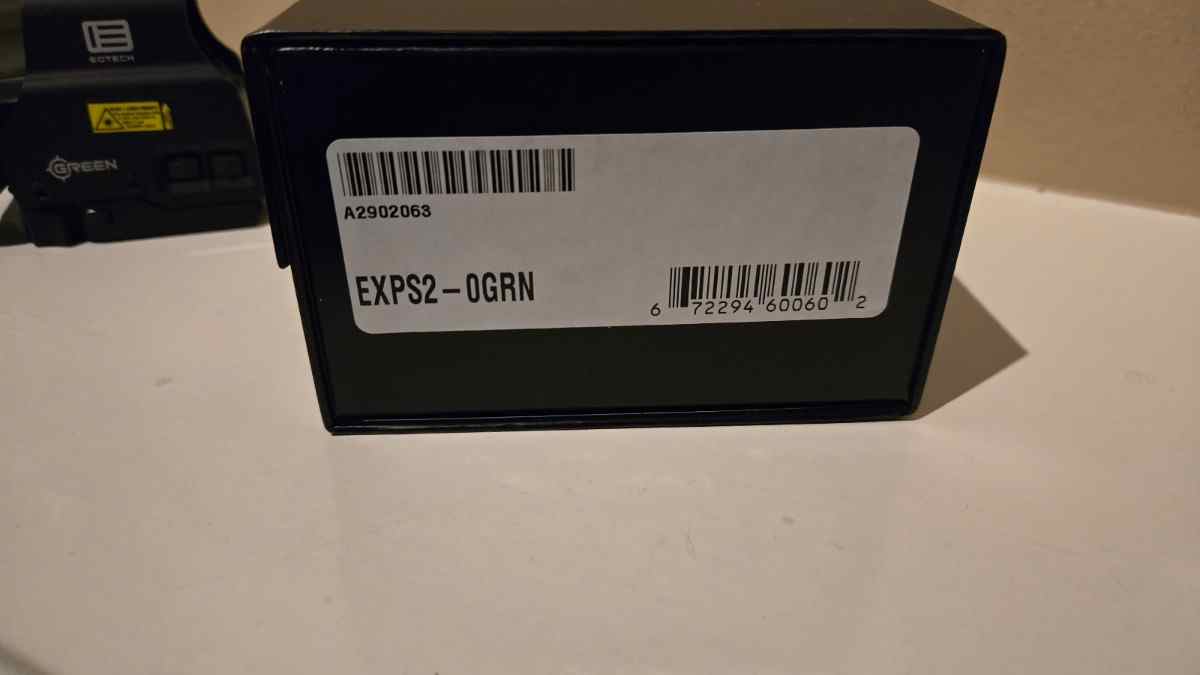 EOTECH
GREEN
A2902063
EXPS2-0GRN
6 72294 60060 2